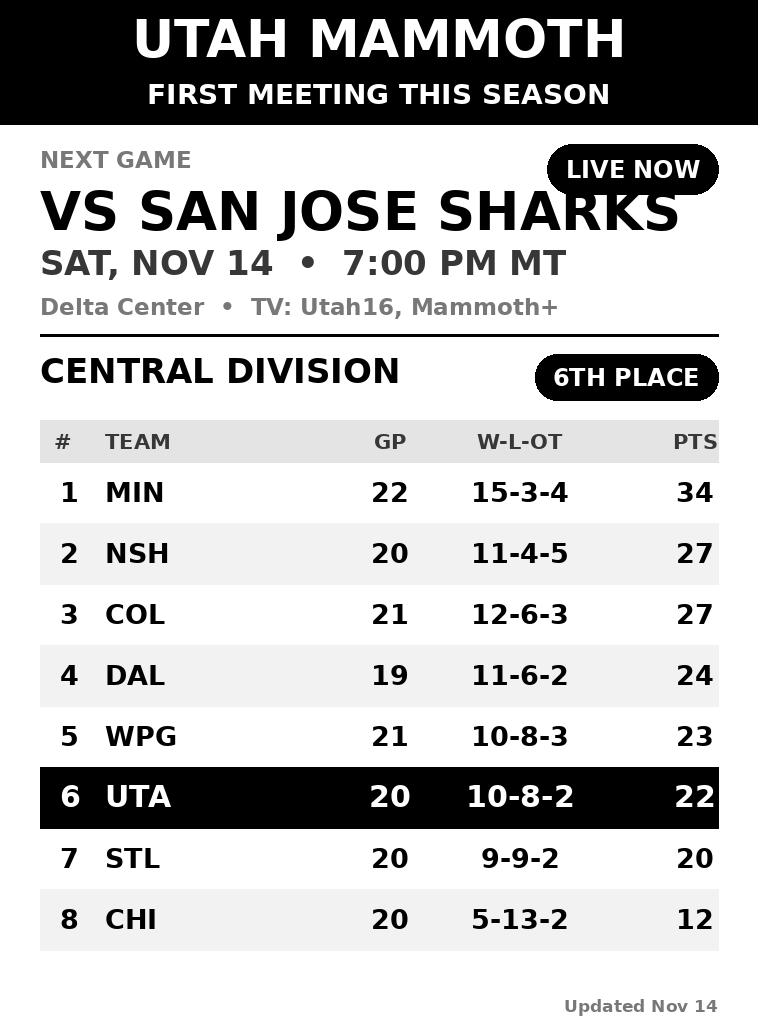 UTAH MAMMOTH
FIRST MEETING THIS SEASON
NEXT GAME
LIVE NOW
VS SAN JOSE SHARKS
SAT, NOV 14 • 7:00 PM MT
Delta Center • TV: Utah16, Mammoth+
CENTRAL DIVISION
6TH PLACE
# TEAM GP W-L-OT PTS
1 MIN 22 15-3-4 34
2 NSH 20 11-4-5 27
3 COL 21 12-6-3 27
4 DAL 19 11-6-2 24
5 WPG 21 10-8-3 23
6 UTA 20 10-8-2 22
7 STL 20 9-9-2 20
8 CHI 20 5-13-2 12
Updated Nov 14